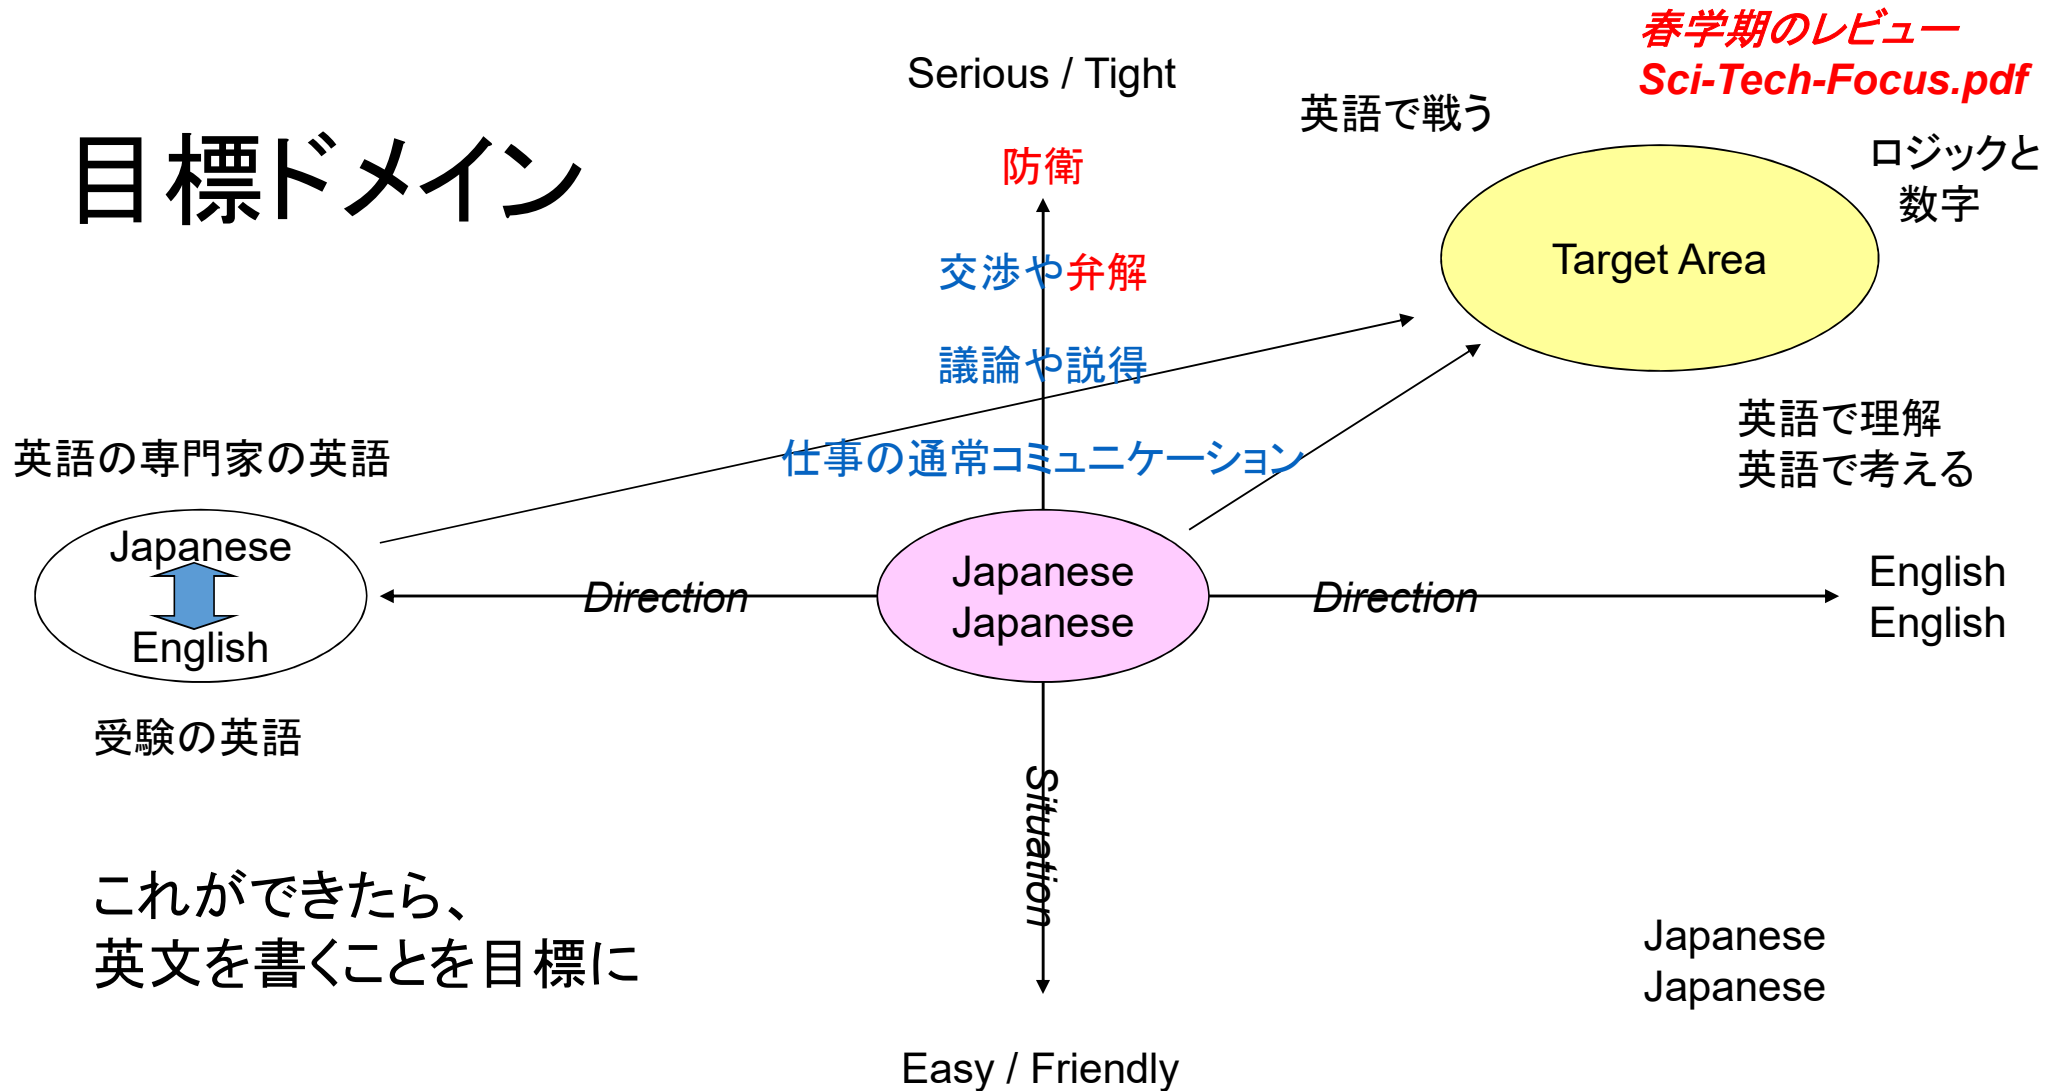 春学期のレビュー
Sci-Tech-Focus.pdf
Serious / Tight
英語で戦う
目標ドメイン
防衛
ロジックと
数字
交渉や弁解
Target Area
議論や説得
仕事の通常コミュニケーション
英語で理解
英語で考える
英語の専門家の英語
Japanese
English
Direction
Japanese
Japanese
Direction
English
English
受験の英語
Situation
これができたら、
英文を書くことを目標に
Japanese
Japanese
Easy / Friendly